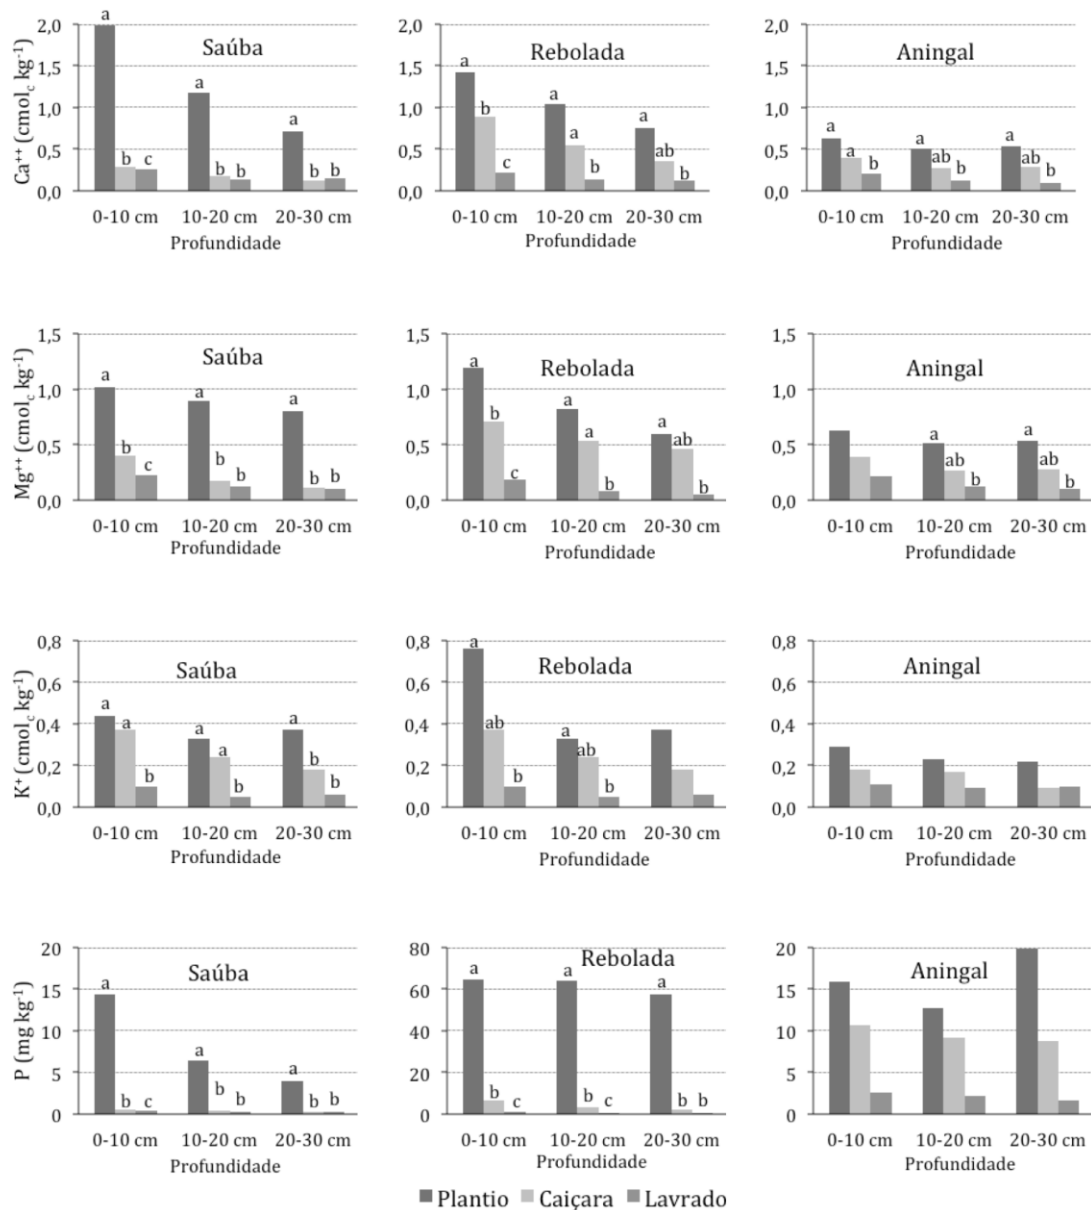 Ca⁺⁺ (cmol_c kg⁻¹)
2,0
1,5
1,0
0,5
0,0
Saúba
a
b
c
a
b
b
a
b
b
0-10 cm 10-20 cm 20-30 cm
Profundidade
2,0
1,5
1,0
0,5
0,0
Rebolada
a
b
c
a
a
b
a
ab
b
0-10 cm 10-20 cm 20-30 cm
Profundidade
2,0
1,5
1,0
0,5
0,0
Aningal
a
a
b
a
ab
b
a
ab
b
0-10 cm 10-20 cm 20-30 cm
Profundidade
Mg⁺⁺ (cmol_c kg⁻¹)
1,5
1,0
0,5
0,0
Saúba
a
b
c
a
b
b
a
b
b
0-10 cm 10-20 cm 20-30 cm
Profundidade
1,5
1,0
0,5
0,0
Rebolada
a
b
c
a
a
b
a
ab
b
0-10 cm 10-20 cm 20-30 cm
Profundidade
1,5
1,0
0,5
0,0
Aningal
a
ab
b
a
ab
b
0-10 cm 10-20 cm 20-30 cm
Profundidade
K⁺ (cmol_c kg⁻¹)
0,8
0,6
0,4
0,2
0,0
Saúba
a
a
b
a
a
b
a
b
b
0-10 cm 10-20 cm 20-30 cm
Profundidade
0,8
0,6
0,4
0,2
0,0
Rebolada
a
ab
b
a
ab
b
0-10 cm 10-20 cm 20-30 cm
Profundidade
0,8
0,6
0,4
0,2
0,0
Aningal
0-10 cm 10-20 cm 20-30 cm
Profundidade
P (mg kg⁻¹)
20
15
10
5
0
Saúba
a
b
c
a
b
b
a
b
b
0-10 cm 10-20 cm 20-30 cm
Profundidade
80
60
40
20
0
Rebolada
a
b
c
a
b
c
a
b
b
0-10 cm 10-20 cm 20-30 cm
Profundidade
20
15
10
5
0
Aningal
0-10 cm 10-20 cm 20-30 cm
Profundidade
Plantio Caiçara Lavrado